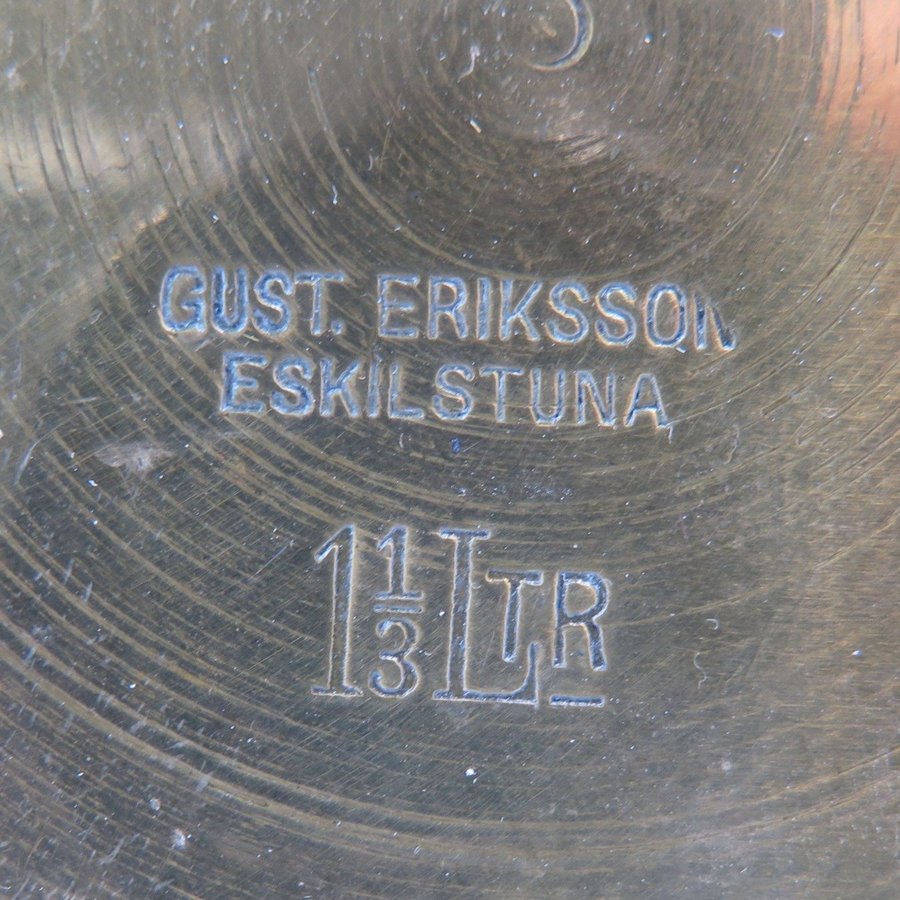 GUST. ERIKSSON
ESKILSTUNA
1 1/3 LTR